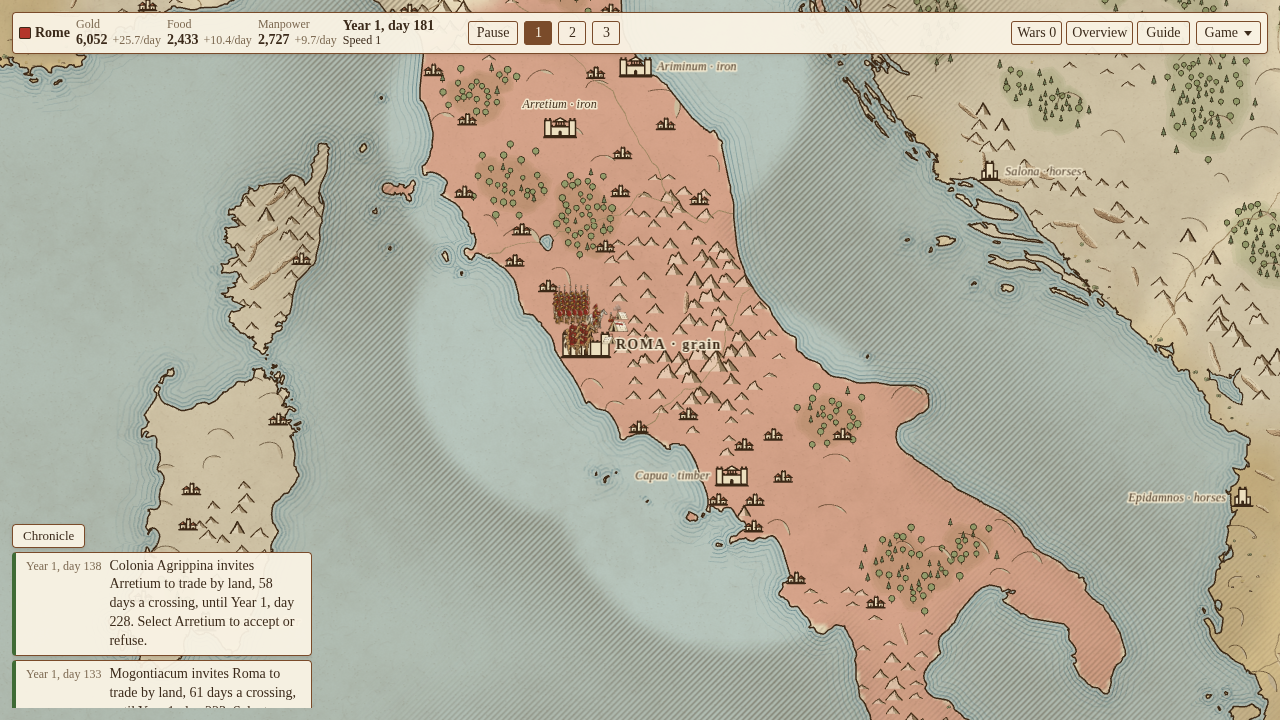 Rome
Gold
6,052 +25.7/day
Food
2,433 +10.4/day
Manpower
2,727 +9.7/day
Year 1, day 181
Speed 1
Pause
1
2
3
Wars 0
Overview
Guide
Game
Ariminum · iron
Arretium · iron
Salona · horses
ROMA · grain
Capua · timber
Epidamnos · horses
Chronicle
Year 1, day 138
Colonia Agrippina invites
Arretium to trade by land, 58
days a crossing, until Year 1, day
228. Select Arretium to accept or
refuse.
Year 1, day 133
Mogontiacum invites Roma to
trade by land, 61 days a crossing,